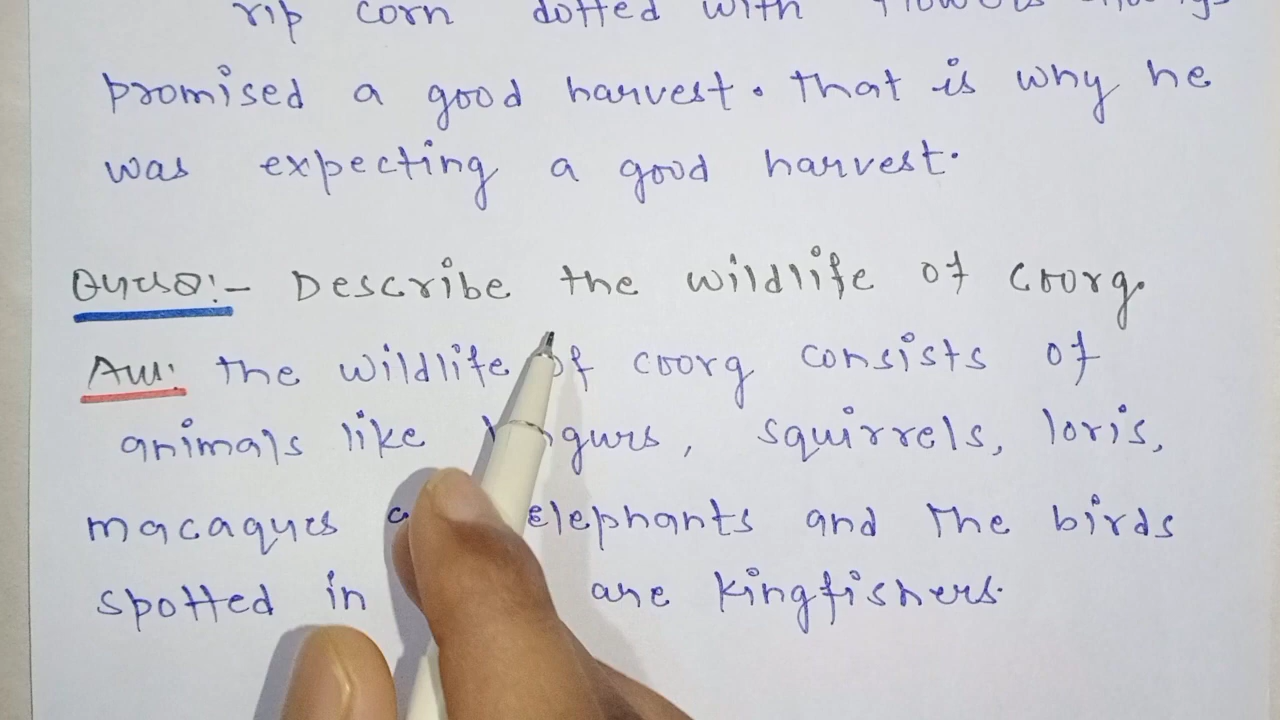 rip corn dotted with
promised a good harvest. That is why he
was expecting a good harvest.
Describe the wildlife of Coorg.
Ans: The wildlife of coorg consists of
animals like squirrels, loris,
macaques elephants and The birds
spotted in are kingfishers.